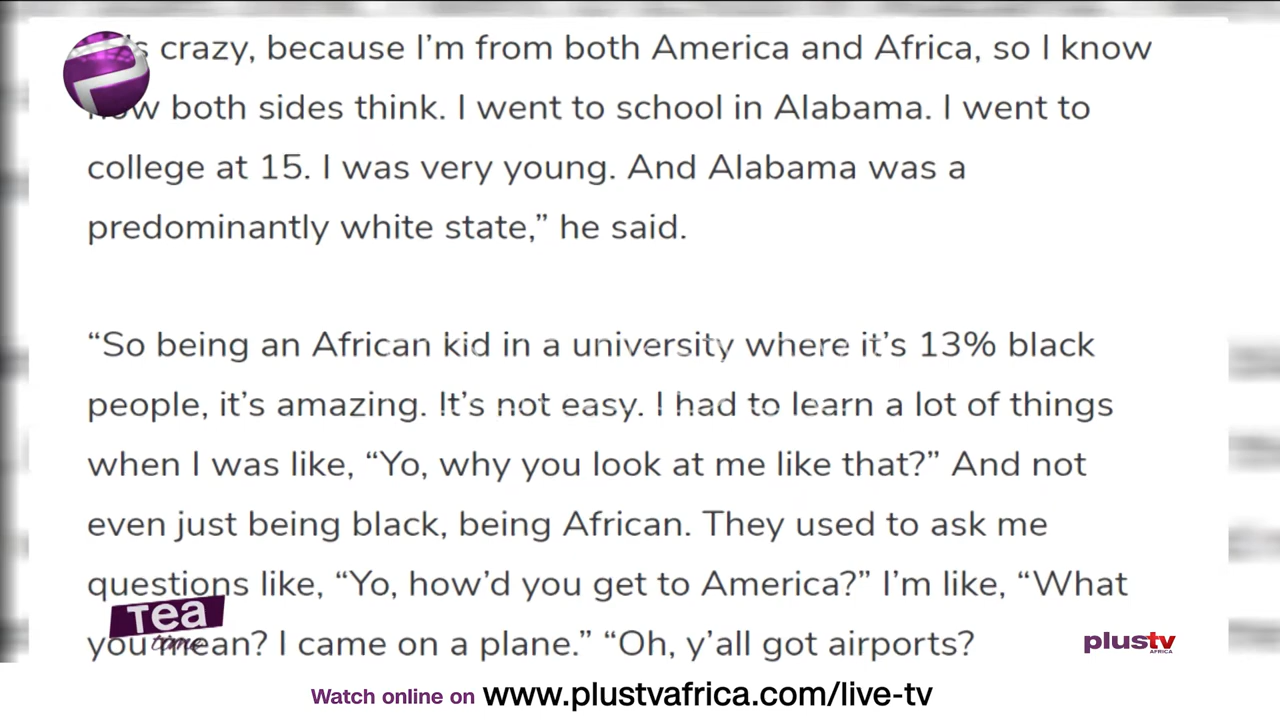 crazy, because I’m from both America and Africa, so I know
both sides think. I went to school in Alabama. I went to
college at 15. I was very young. And Alabama was a
predominantly white state,” he said.
“So being an African kid in a university where it’s 13% black
people, it’s amazing. It’s not easy. I had to learn a lot of things
when I was like, “Yo, why you look at me like that?” And not
even just being black, being African. They used to ask me
questions like, “Yo, how’d you get to America?” I’m like, “What
you mean? I came on a plane.” “Oh, y’all got airports?
Tea
time
plustv
AFRICA
Watch online on www.plustvafrica.com/live-tv